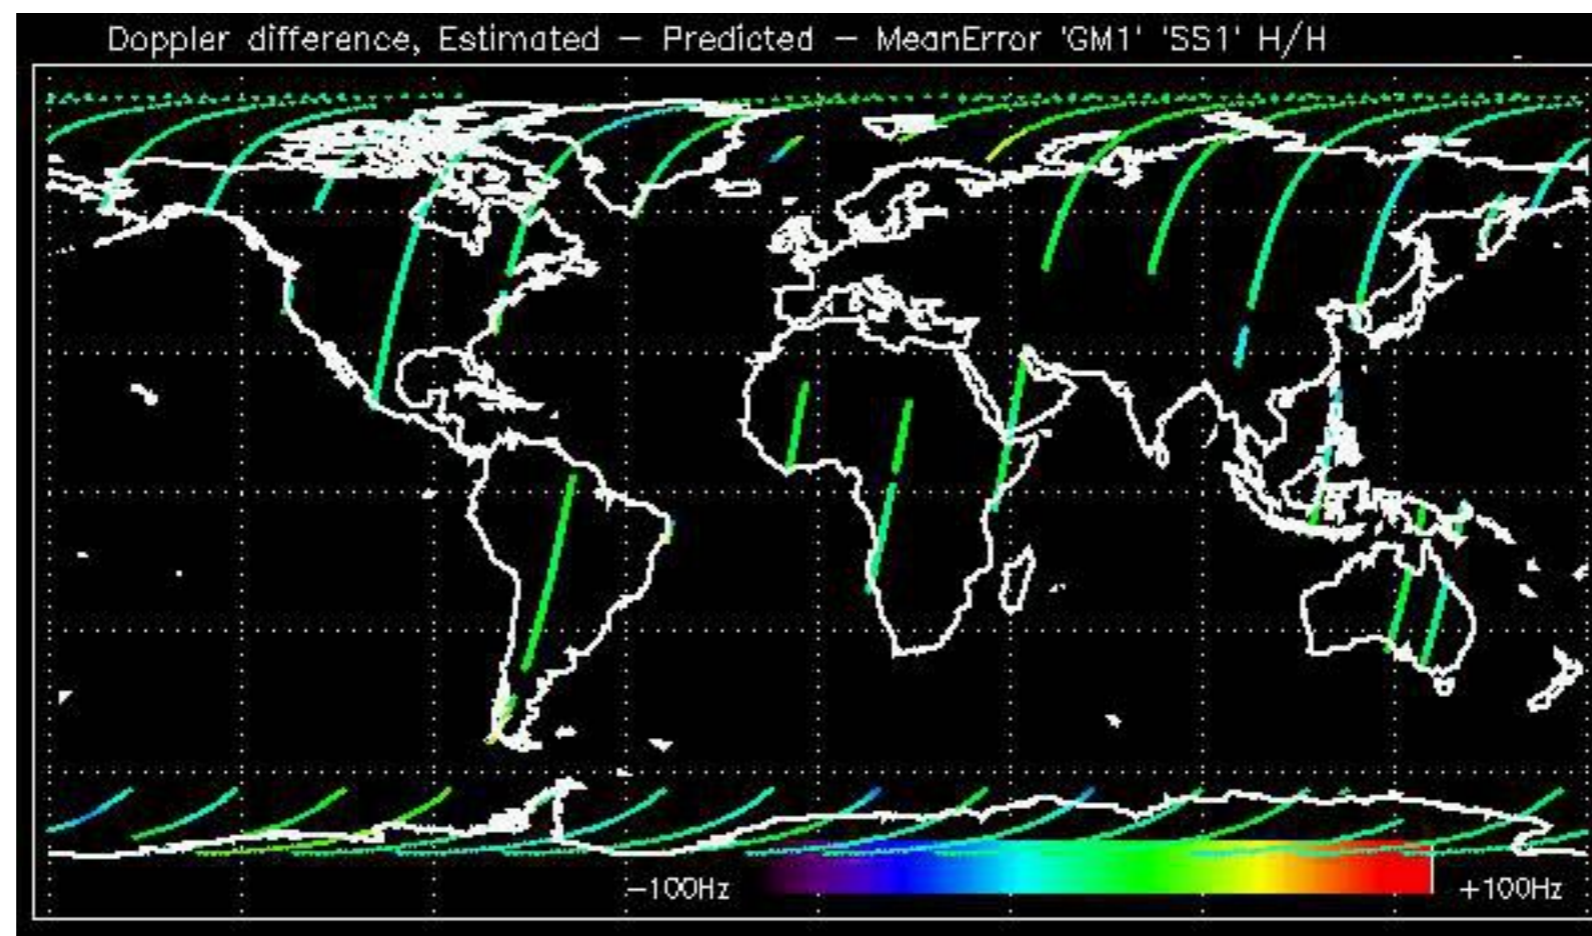 Doppler difference, Estimated – Predicted – MeanError 'GM1' 'SS1' H/H
−100Hz
+100Hz